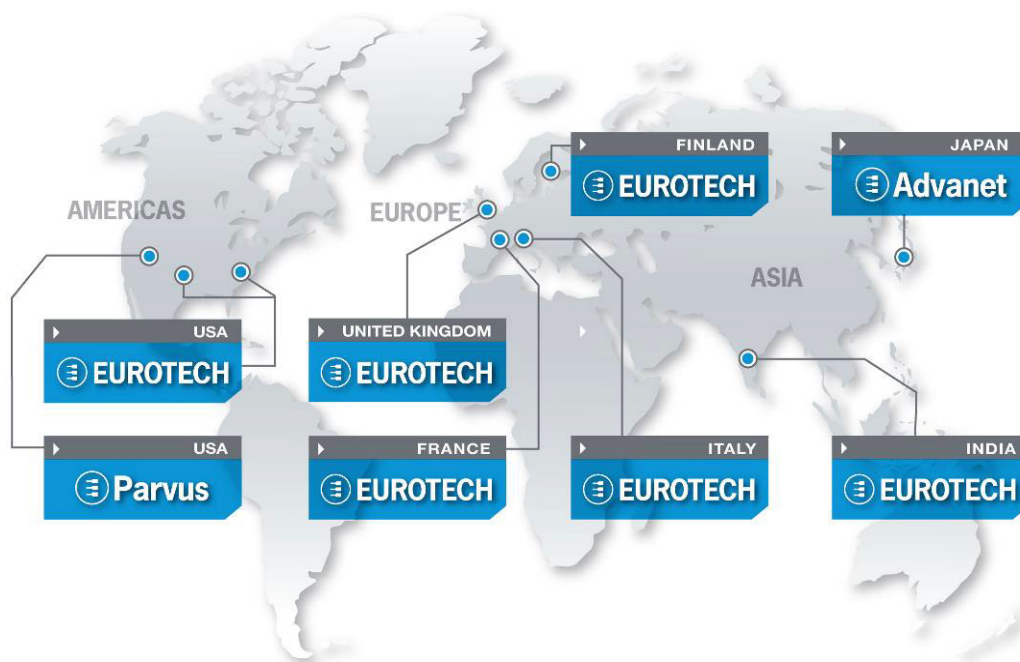 FINLAND
EUROTECH
JAPAN
Advanet
AMERICAS
EUROPE
ASIA
USA
EUROTECH
UNITED KINGDOM
EUROTECH
USA
Parvus
FRANCE
EUROTECH
ITALY
EUROTECH
INDIA
EUROTECH